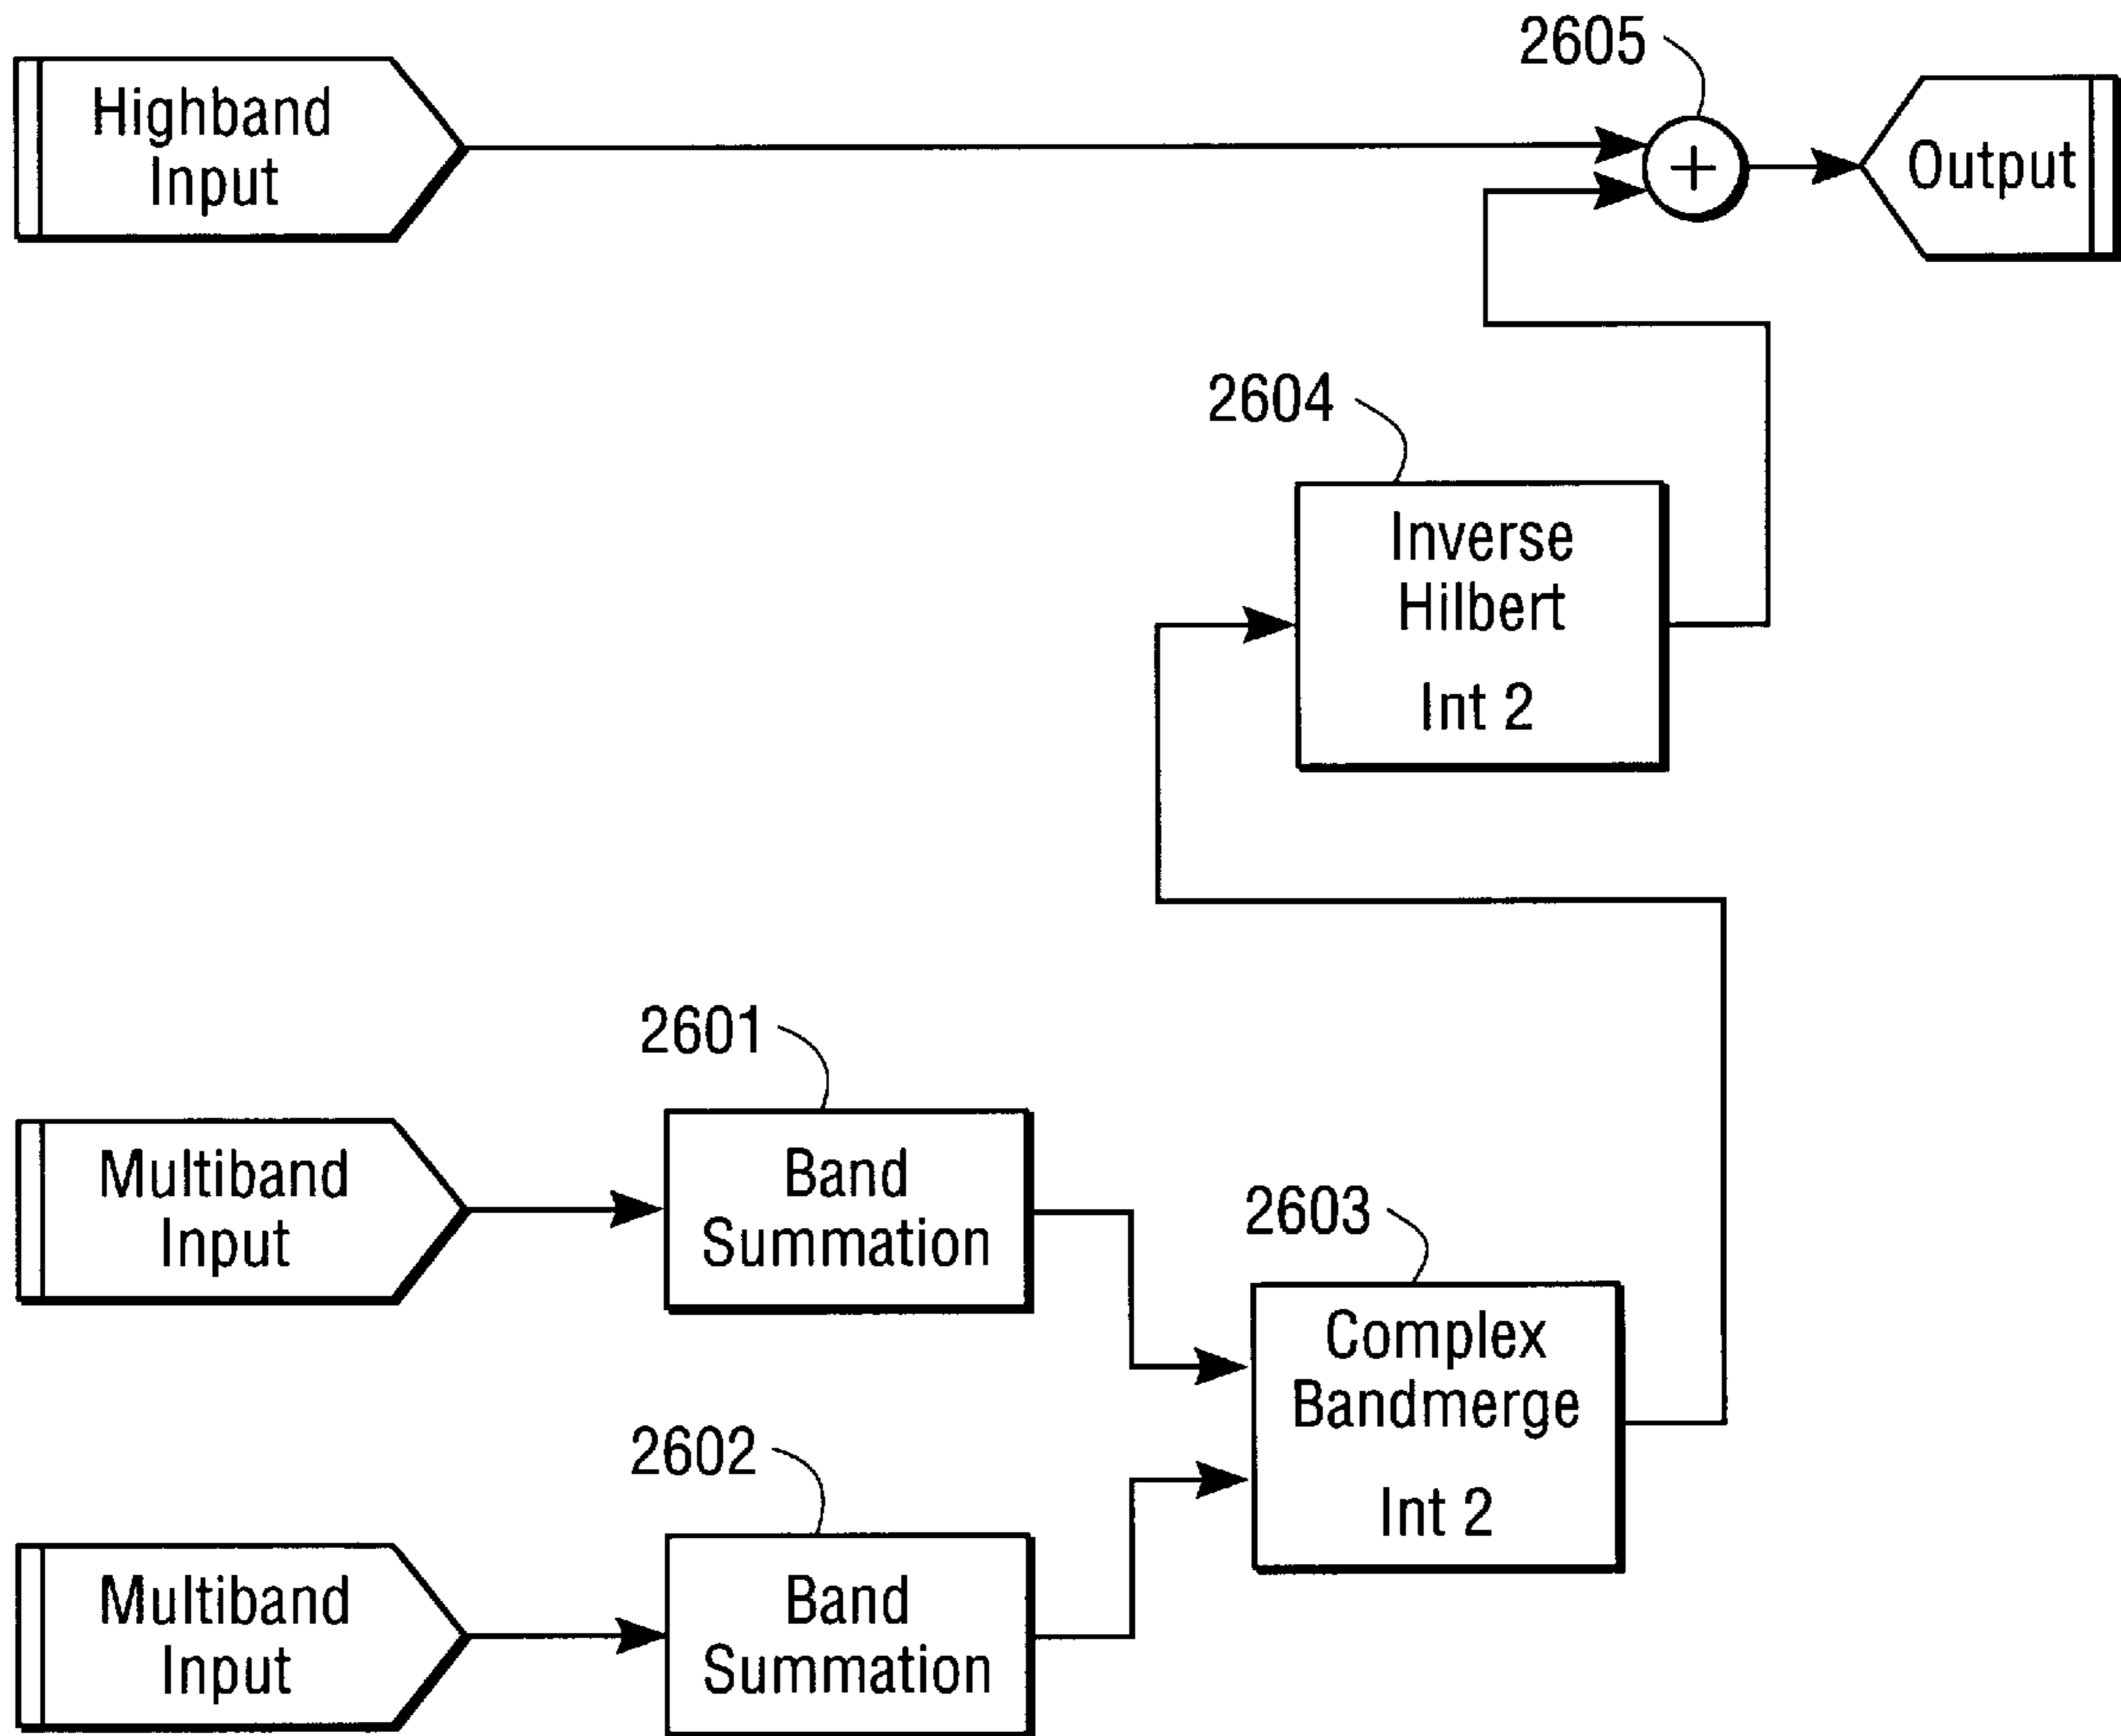 2605
Highband
Input
Output
2604
Inverse
Hilbert
Int 2
2601
Multiband
Input
Band
Summation
2603
Complex
Bandmerge
Int 2
2602
Multiband
Input
Band
Summation